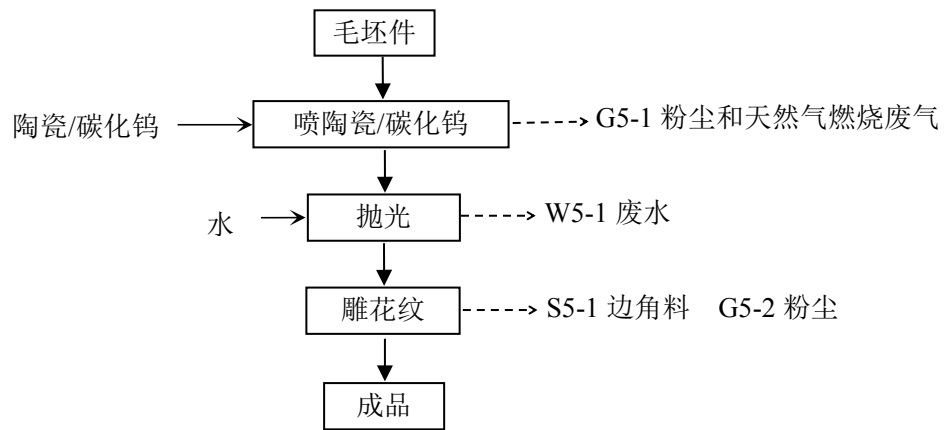 毛坯件
陶瓷/碳化钨
喷陶瓷/碳化钨
G5-1 粉尘和天然气燃烧废气
水
抛光
W5-1 废水
雕花纹
S5-1 边角料 G5-2 粉尘
成品